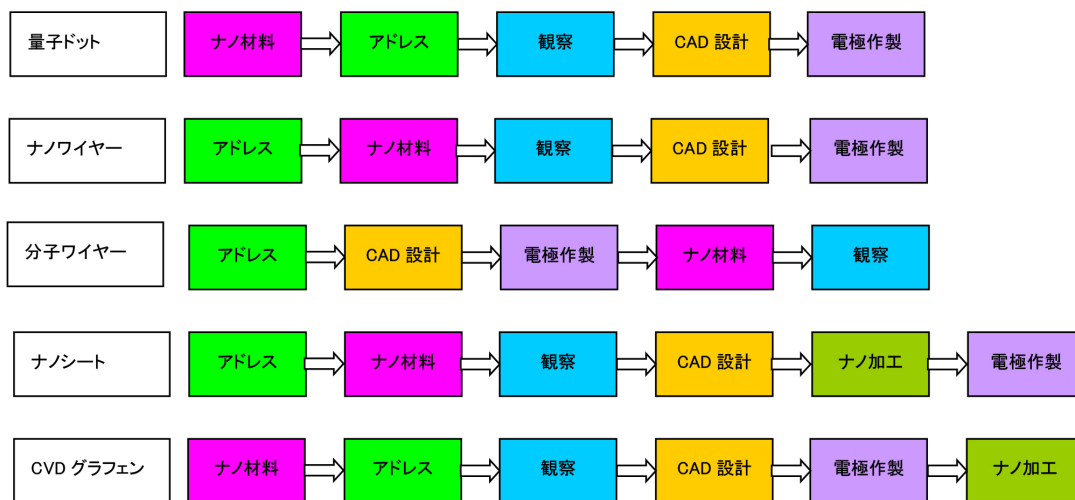 量子ドット ナノ材料 アドレス 観察 CAD 設計 電極作製
ナノワイヤー アドレス ナノ材料 観察 CAD 設計 電極作製
分子ワイヤー アドレス CAD 設計 電極作製 ナノ材料 観察
ナノシート アドレス ナノ材料 観察 CAD 設計 ナノ加工 電極作製
CVD グラフェン ナノ材料 アドレス 観察 CAD 設計 電極作製 ナノ加工